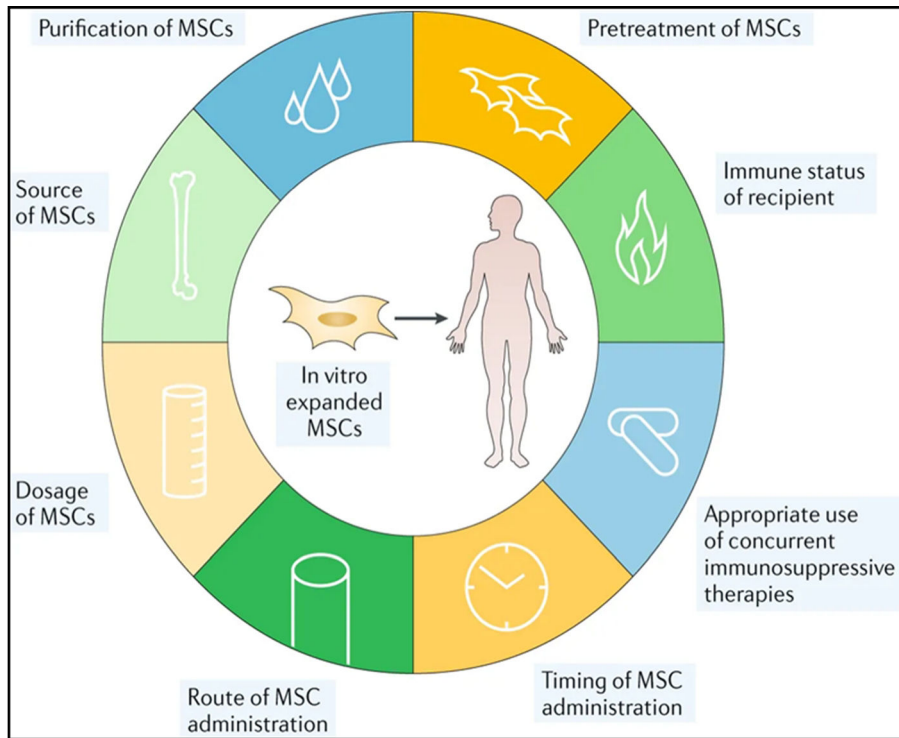 Purification of MSCs
Pretreatment of MSCs
Source
of MSCs
Immune status
of recipient
In vitro
expanded
MSCs
Dosage
of MSCs
Appropriate use
of concurrent
immunosuppressive
therapies
Route of MSC
administration
Timing of MSC
administration